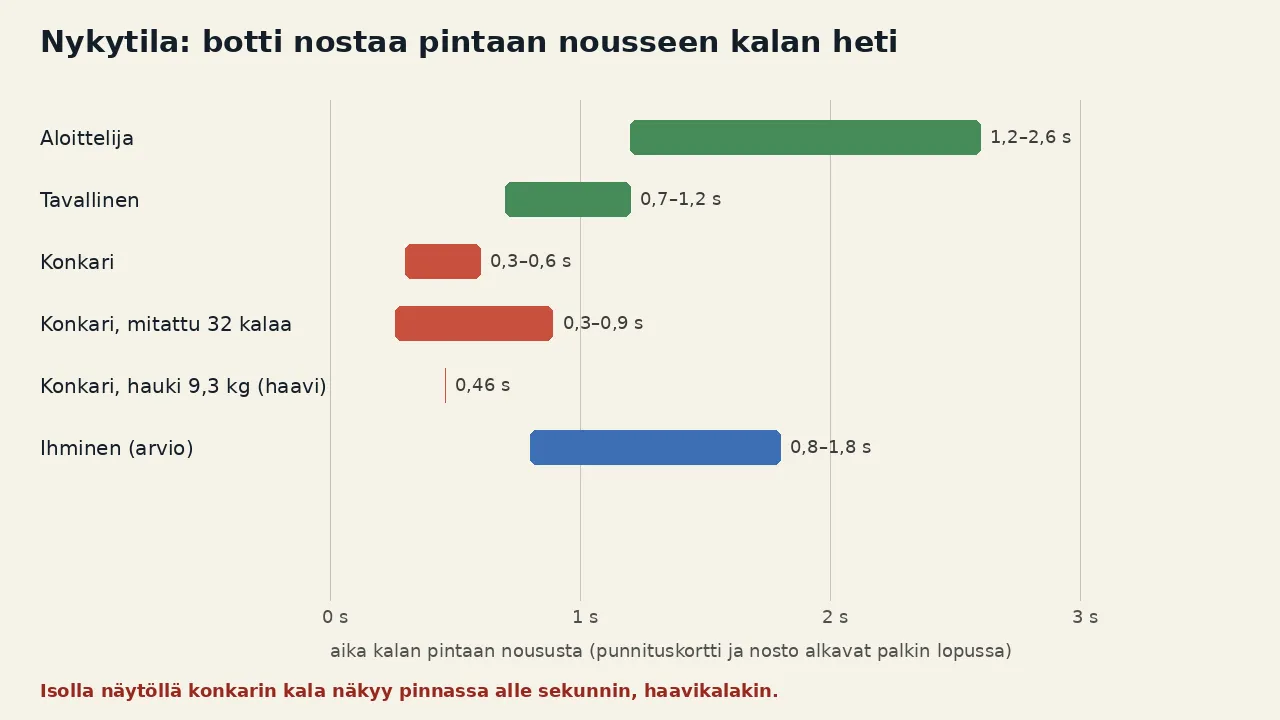 Nykytila: botti nostaa pintaan nousseen kalan heti
Aloittelija
1,2–2,6 s
Tavallinen
0,7–1,2 s
Konkari
0,3–0,6 s
Konkari, mitattu 32 kalaa
0,3–0,9 s
Konkari, hauki 9,3 kg (haavi)
0,46 s
Ihminen (arvio)
0,8–1,8 s
0 s
1 s
2 s
3 s
aika kalan pintaan noususta (punnituskortti ja nosto alkavat palkin lopussa)
Isolla näytöllä konkarin kala näkyy pinnassa alle sekunnin, haavikalakin.